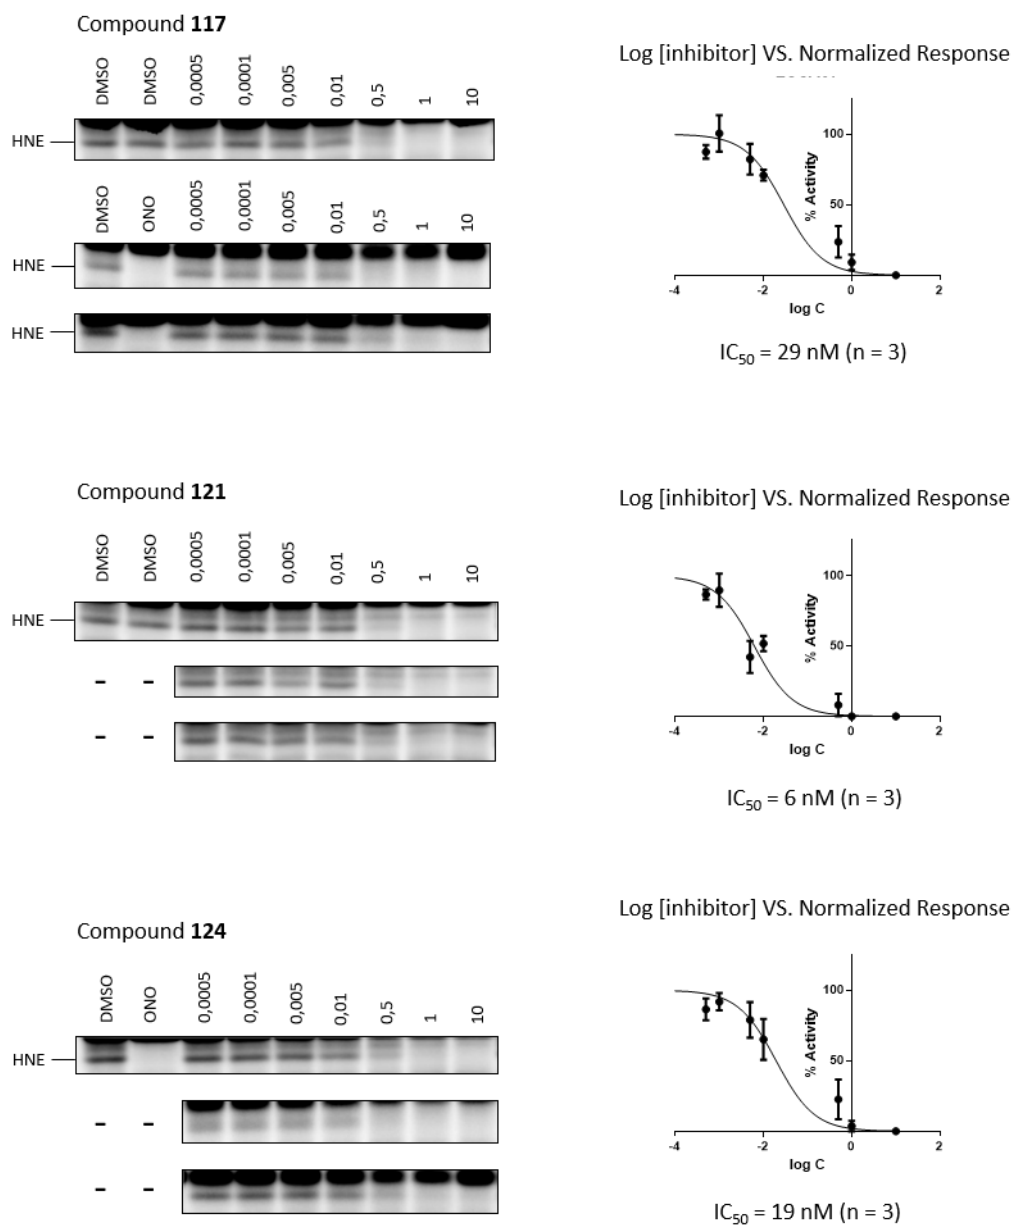 Compound 117
DMSO DMSO 0,0005 0,0001 0,005 0,01 0,5 1 10
HNE
DMSO ONO 0,0005 0,0001 0,005 0,01 0,5 1 10
HNE
HNE
Log [inhibitor] VS. Normalized Response
100
50
% Activity
-4 -2 0 2
log C
IC50 = 29 nM (n = 3)
Compound 121
DMSO DMSO 0,0005 0,0001 0,005 0,01 0,5 1 10
HNE
- -
- -
Log [inhibitor] VS. Normalized Response
100
50
% Activity
-4 -2 0 2
log C
IC50 = 6 nM (n = 3)
Compound 124
DMSO ONO 0,0005 0,0001 0,005 0,01 0,5 1 10
HNE
- -
- -
Log [inhibitor] VS. Normalized Response
100
50
% Activity
-4 -2 0 2
log C
IC50 = 19 nM (n = 3)